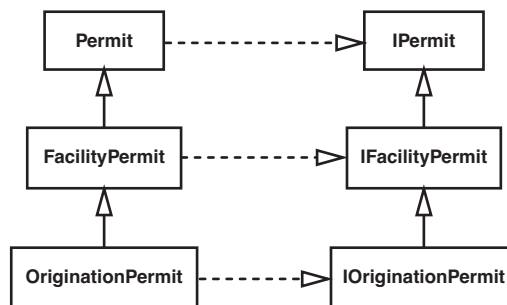 Permit
IPermit
FacilityPermit
IFacilityPermit
OriginationPermit
IOriginationPermit